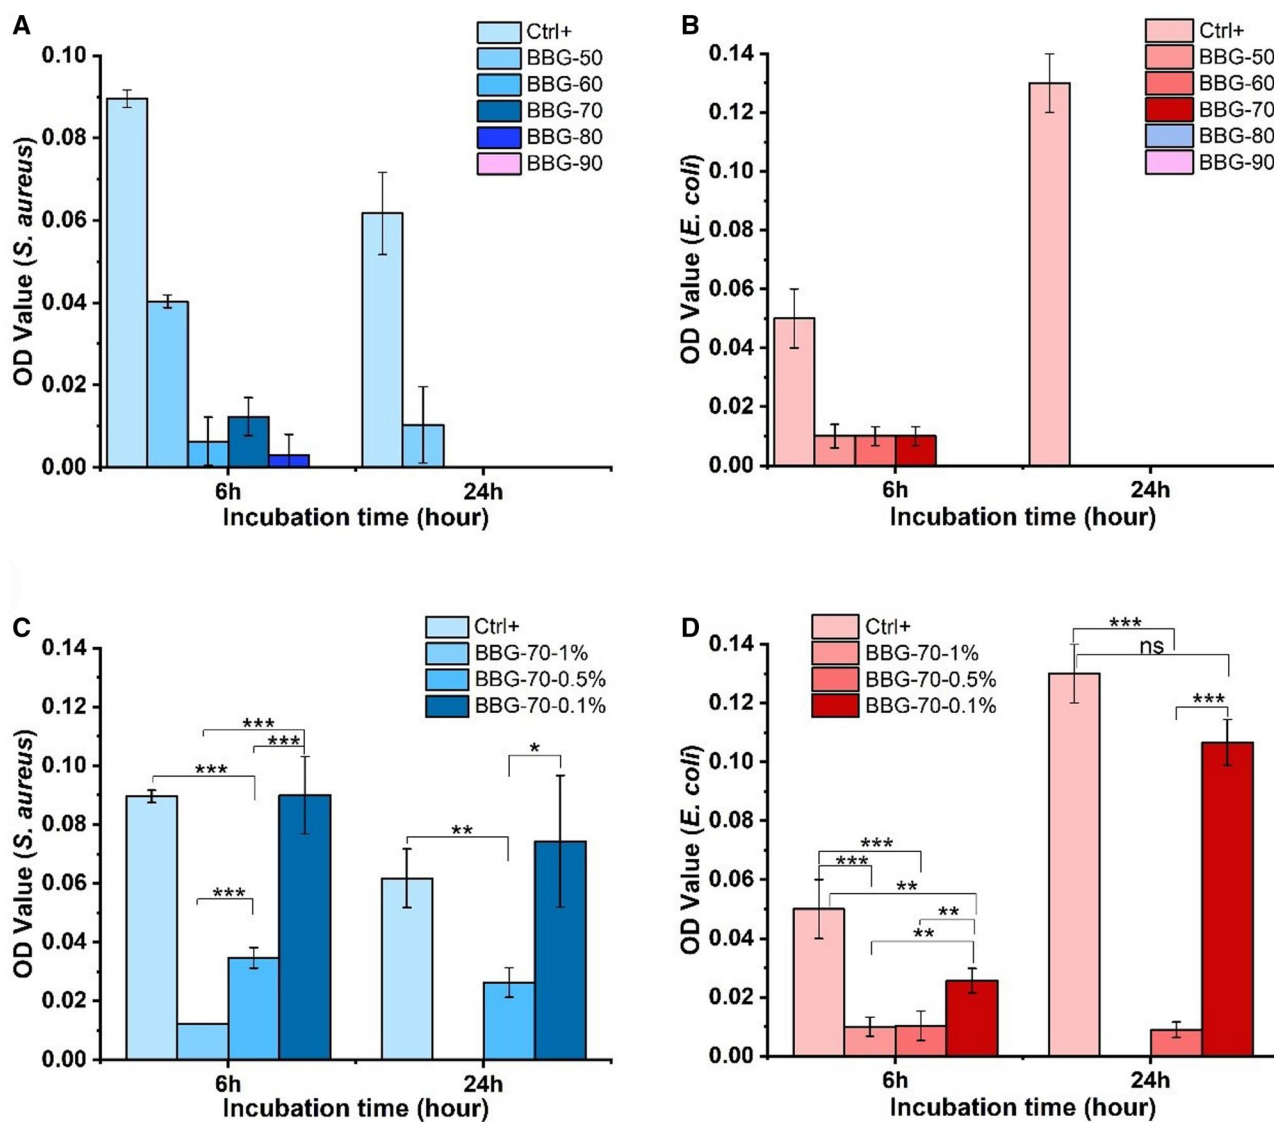 A
Ctrl+
BBG-50
BBG-60
BBG-70
BBG-80
BBG-90
0.10
0.08
0.06
0.04
0.02
0.00
OD Value (S. aureus)
6h
24h
Incubation time (hour)
B
Ctrl+
BBG-50
BBG-60
BBG-70
BBG-80
BBG-90
0.14
0.12
0.10
0.08
0.06
0.04
0.02
0.00
OD Value (E. coli)
6h
24h
Incubation time (hour)
C
Ctrl+
BBG-70-1%
BBG-70-0.5%
BBG-70-0.1%
0.14
0.12
0.10
0.08
0.06
0.04
0.02
0.00
OD Value (S. aureus)
***
***
***
***
*
**
6h
24h
Incubation time (hour)
D
Ctrl+
BBG-70-1%
BBG-70-0.5%
BBG-70-0.1%
0.14
0.12
0.10
0.08
0.06
0.04
0.02
0.00
OD Value (E. coli)
***
ns
***
***
***
**
**
**
6h
24h
Incubation time (hour)